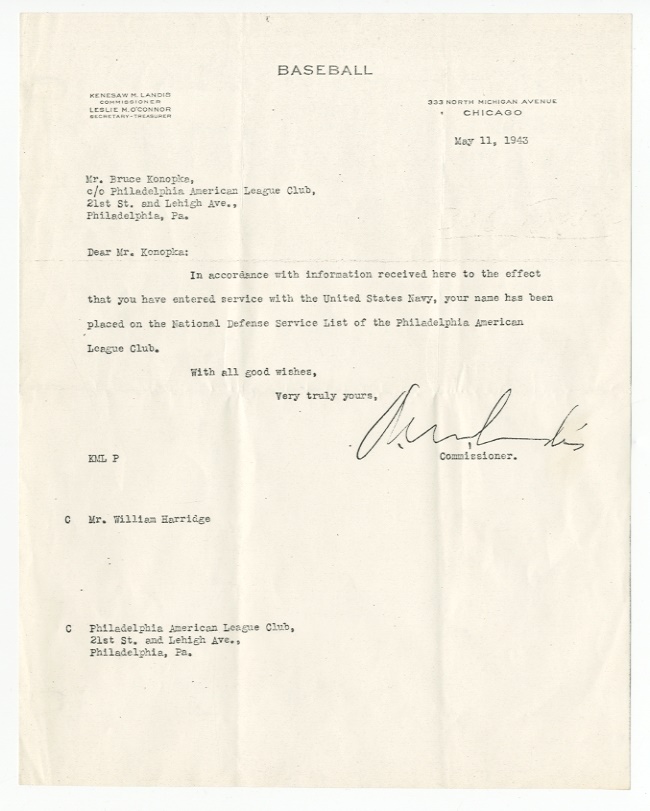 BASEBALL
KENESAW M. LANDIS
COMMISSIONER
LESLIE M. O'CONNOR
SECRETARY-TREASURER
333 NORTH MICHIGAN AVENUE
CHICAGO
May 11, 1943
Mr. Bruce Konopka,
c/o Philadelphia American League Club,
21st St. and Lehigh Ave.,
Philadelphia, Pa.
Dear Mr. Konopka:
In accordance with information received here to the effect
that you have entered service with the United States Navy, your name has been
placed on the National Defense Service List of the Philadelphia American
League Club.
With all good wishes,
Very truly yours,
Commissioner.
KML P
C Mr. William Harridge
C Philadelphia American League Club,
21st St. and Lehigh Ave.,
Philadelphia, Pa.